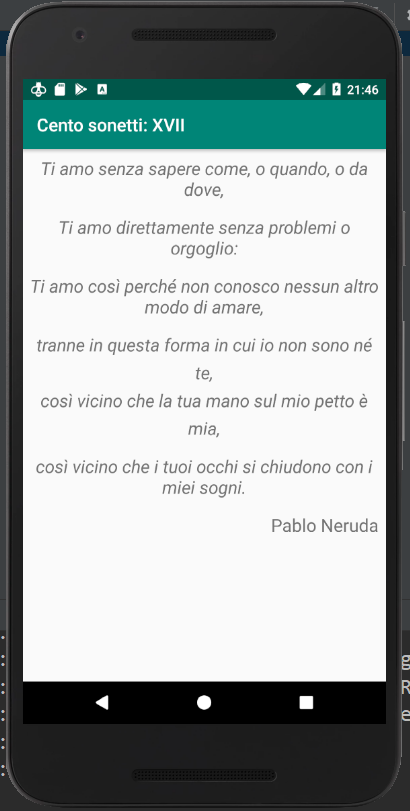 21:46
Cento sonetti: XVII
Ti amo senza sapere come, o quando, o da
dove,
Ti amo direttamente senza problemi o
orgoglio:
Ti amo così perché non conosco nessun altro
modo di amare,
tranne in questa forma in cui io non sono né
te,
così vicino che la tua mano sul mio petto è
mia,
così vicino che i tuoi occhi si chiudono con i
miei sogni.
Pablo Neruda